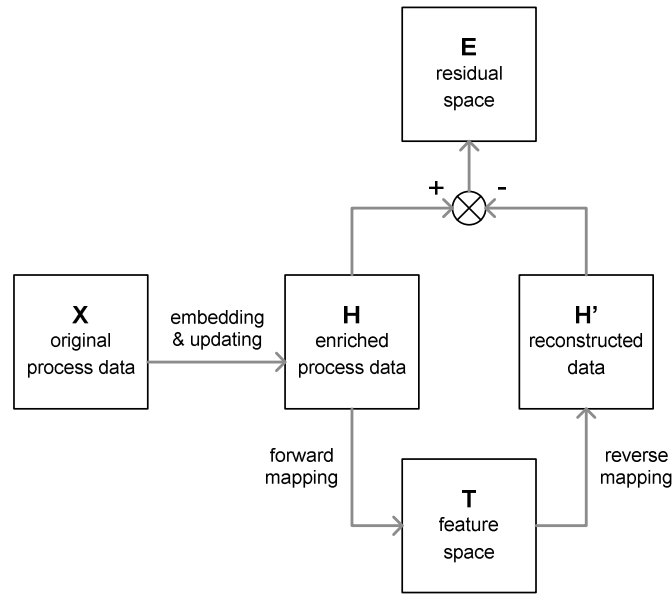 E
residual
space
+
-
X
original
process data
embedding
& updating
H
enriched
process data
H’
reconstructed
data
forward
mapping
T
feature
space
reverse
mapping